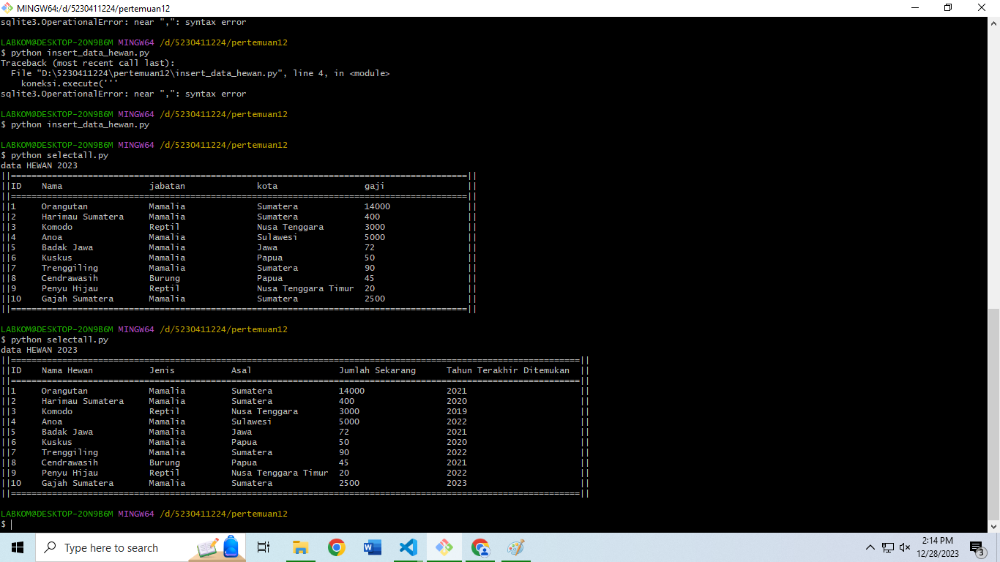 MINGW64:/d/5230411224/pertemuan12
sqlite3.OperationalError: near ",": syntax error
LABKOM@DESKTOP-2ON9B6M MINGW64 /d/5230411224/pertemuan12
$ python insert_data_hewan.py
Traceback (most recent call last):
  File "D:\5230411224\pertemuan12\insert_data_hewan.py", line 4, in <module>
    koneksi.execute('''
sqlite3.OperationalError: near ",": syntax error
LABKOM@DESKTOP-2ON9B6M MINGW64 /d/5230411224/pertemuan12
$ python insert_data_hewan.py
LABKOM@DESKTOP-2ON9B6M MINGW64 /d/5230411224/pertemuan12
$ python selectall.py
data HEWAN 2023
||=========================================================================================||
||ID    Nama                 jabatan              kota                 gaji                ||
||=========================================================================================||
||1     Orangutan            Mamalia              Sumatera             14000               ||
||2     Harimau Sumatera     Mamalia              Sumatera             400                 ||
||3     Komodo               Reptil               Nusa Tenggara        3000                ||
||4     Anoa                 Mamalia              Sulawesi             5000                ||
||5     Badak Jawa           Mamalia              Jawa                 72                  ||
||6     Kuskus               Mamalia              Papua                50                  ||
||7     Trenggiling          Mamalia              Sumatera             90                  ||
||8     Cendrawasih          Burung               Papua                45                  ||
||9     Penyu Hijau          Reptil               Nusa Tenggara Timur  20                  ||
||10    Gajah Sumatera       Mamalia              Sumatera             2500                ||
||=========================================================================================||
LABKOM@DESKTOP-2ON9B6M MINGW64 /d/5230411224/pertemuan12
$ python selectall.py
data HEWAN 2023
||===============================================================================================================||
||ID    Nama Hewan           Jenis           Asal                 Jumlah Sekarang      Tahun Terakhir Ditemukan  ||
||===============================================================================================================||
||1     Orangutan            Mamalia         Sumatera             14000                2021                      ||
||2     Harimau Sumatera     Mamalia         Sumatera             400                  2020                      ||
||3     Komodo               Reptil          Nusa Tenggara        3000                 2019                      ||
||4     Anoa                 Mamalia         Sulawesi             5000                 2022                      ||
||5     Badak Jawa           Mamalia         Jawa                 72                   2021                      ||
||6     Kuskus               Mamalia         Papua                50                   2020                      ||
||7     Trenggiling          Mamalia         Sumatera             90                   2022                      ||
||8     Cendrawasih          Burung          Papua                45                   2021                      ||
||9     Penyu Hijau          Reptil          Nusa Tenggara Timur  20                   2022                      ||
||10    Gajah Sumatera       Mamalia         Sumatera             2500                 2023                      ||
||===============================================================================================================||
LABKOM@DESKTOP-2ON9B6M MINGW64 /d/5230411224/pertemuan12
$
Type here to search
2:14 PM
12/28/2023
3